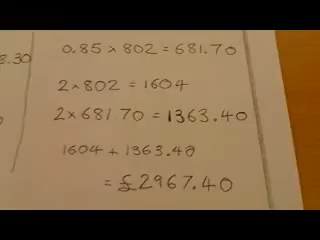 8.30
0.85 × 802 = 681.70
2 × 802 = 1604
2 × 681.70 = 1363.40
1604 + 1363.40
= £2967.40